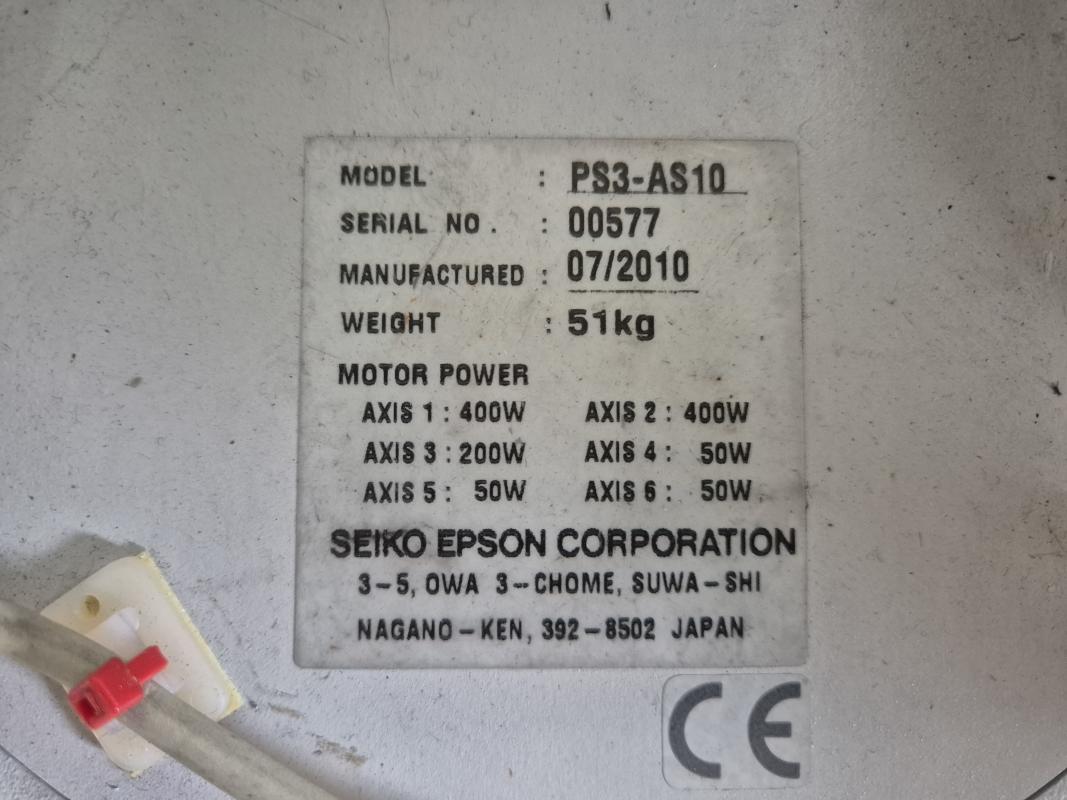 MODEL : PS3-AS10
SERIAL NO. : 00577
MANUFACTURED : 07/2010
WEIGHT : 51kg
MOTOR POWER
AXIS 1 : 400W AXIS 2 : 400W
AXIS 3 : 200W AXIS 4 : 50W
AXIS 5 : 50W AXIS 6 : 50W
SEIKO EPSON CORPORATION
3-5, OWA 3-CHOME, SUWA-SHI
NAGANO-KEN, 392-8502 JAPAN
CE